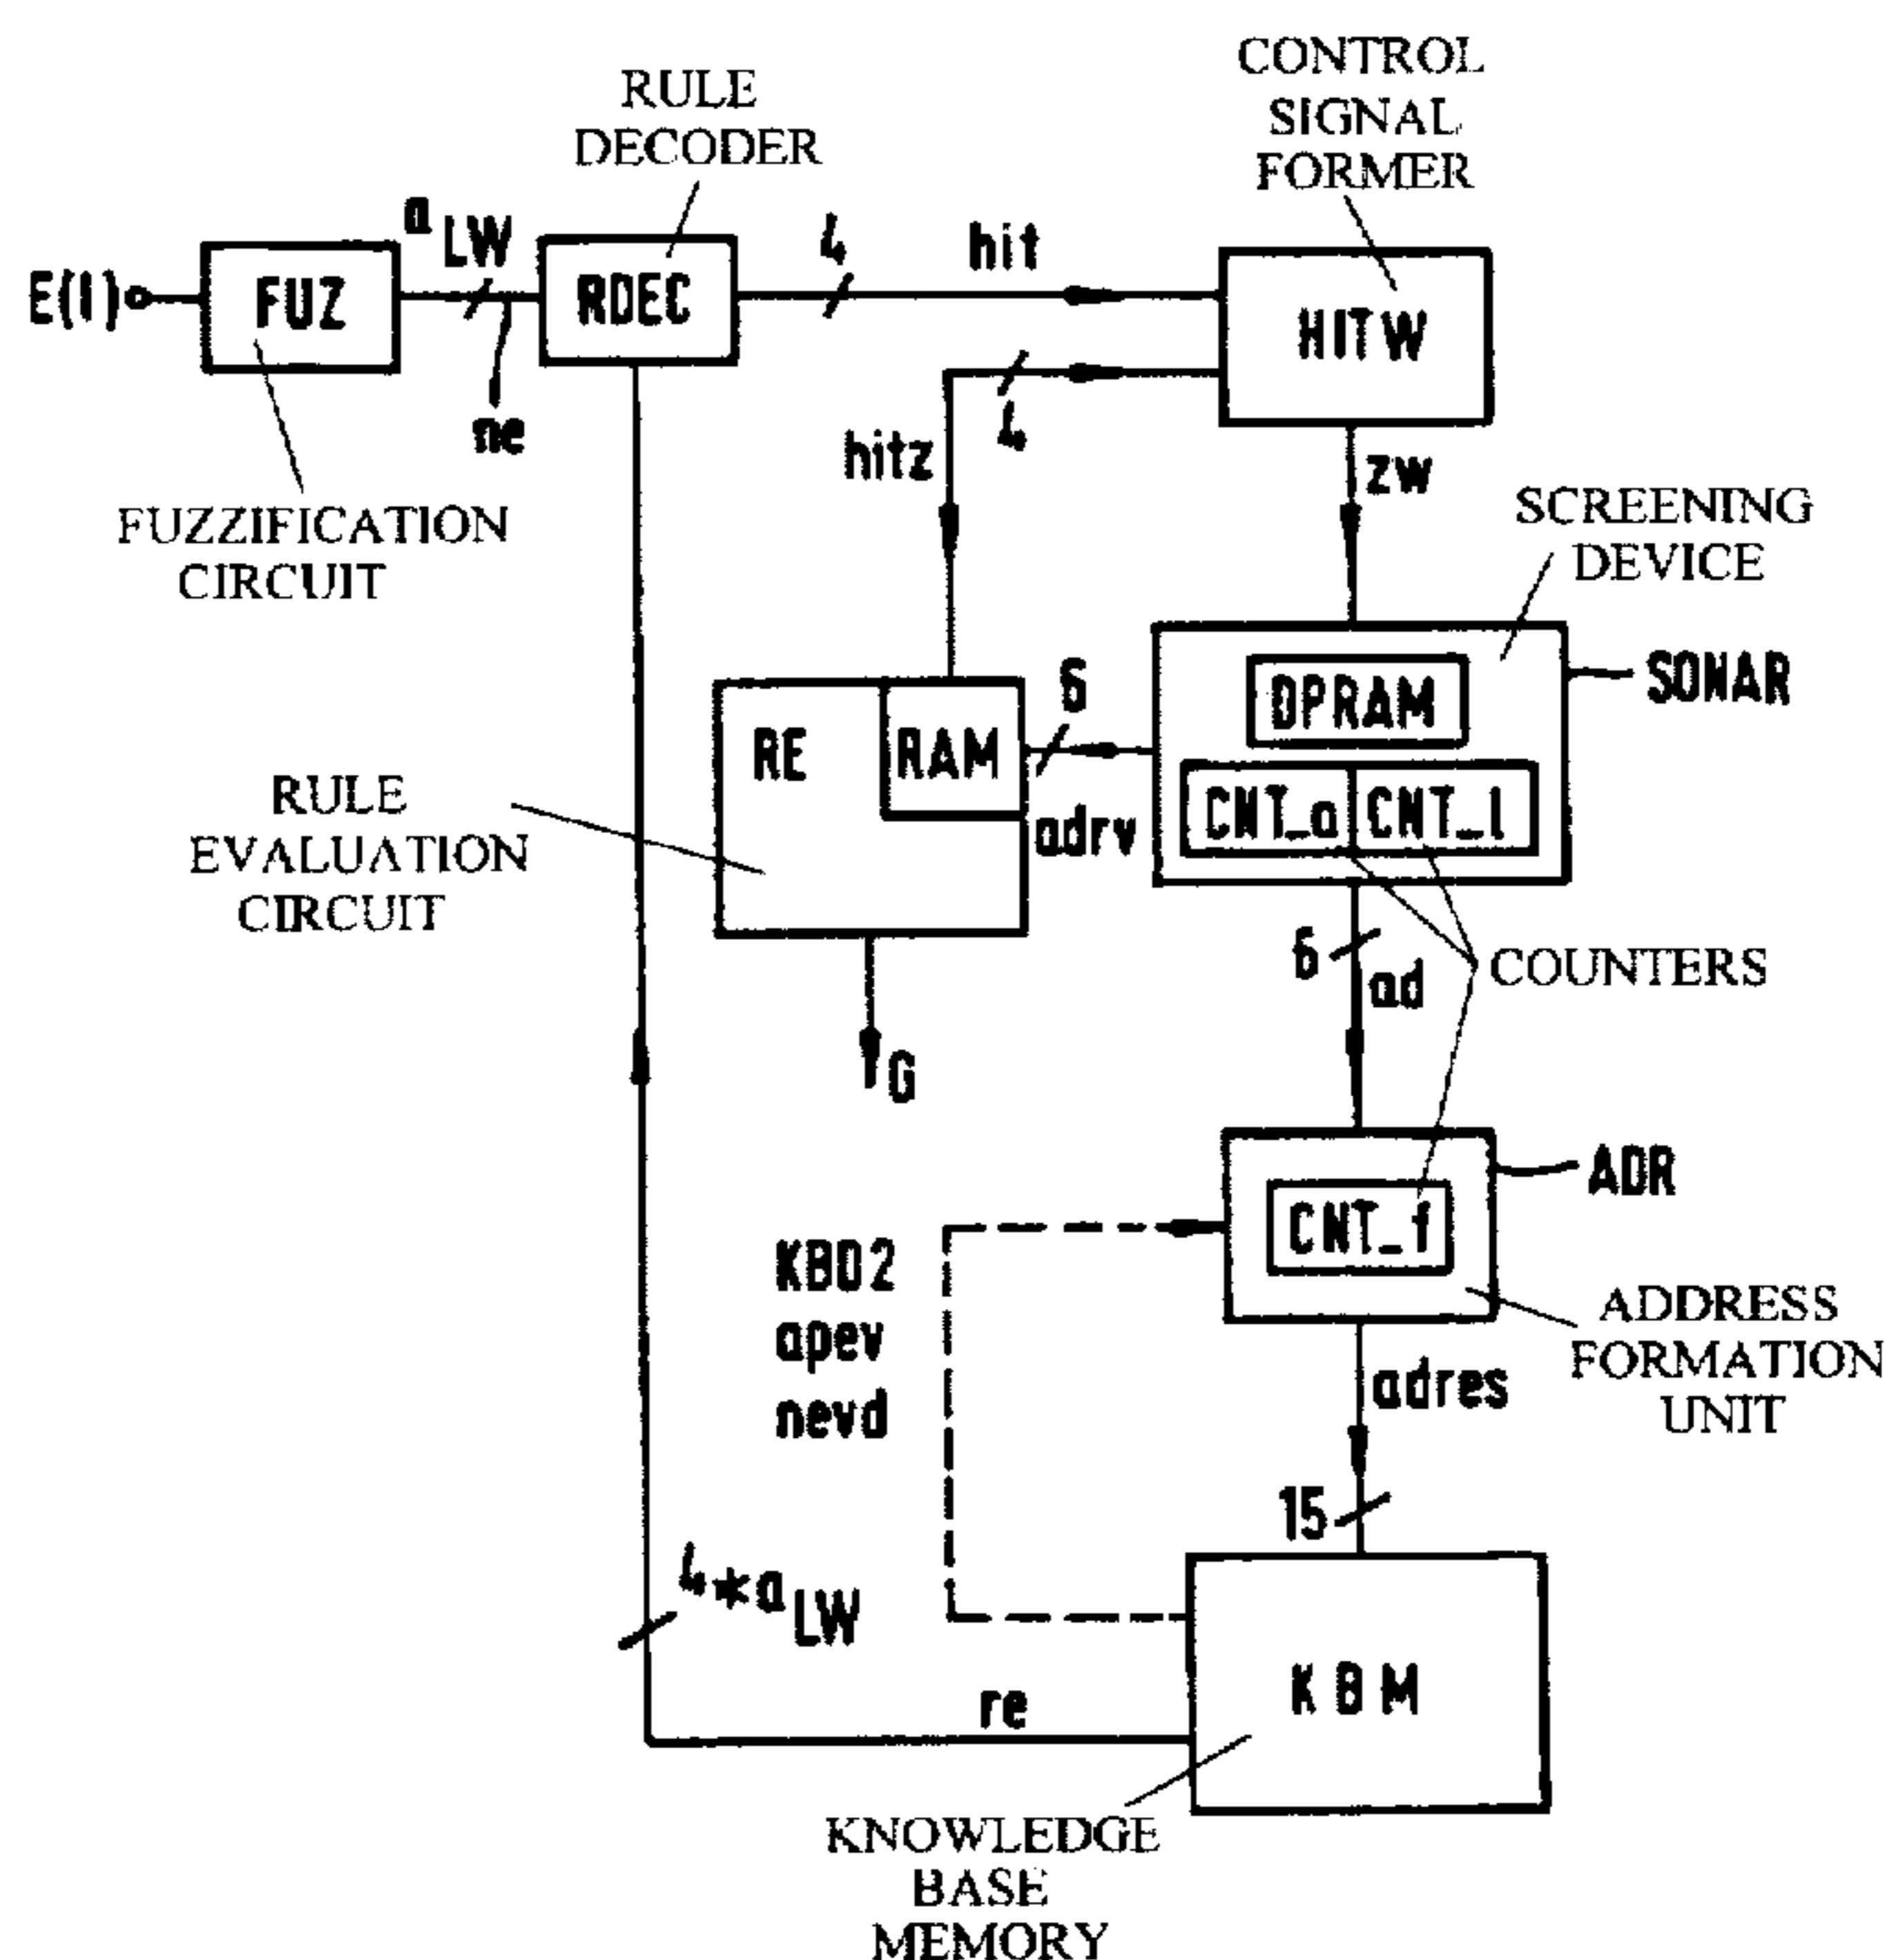 CONTROL
SIGNAL
FORMER
RULE
DECODER
a LW
4
hit
E(I)
FUZ
RDEC
HITW
ne
hitz
4
zw
FUZZIFICATION
CIRCUIT
SCREENING
DEVICE
SONAR
DPRAM
6
RE
RAM
CNT_a
CNT_l
adrv
RULE
EVALUATION
CIRCUIT
6
ad
COUNTERS
G
ADR
CNT_f
KB02
apev
nevd
ADDRESS
FORMATION
UNIT
adres
15
4*a LW
re
KBM
KNOWLEDGE
BASE
MEMORY